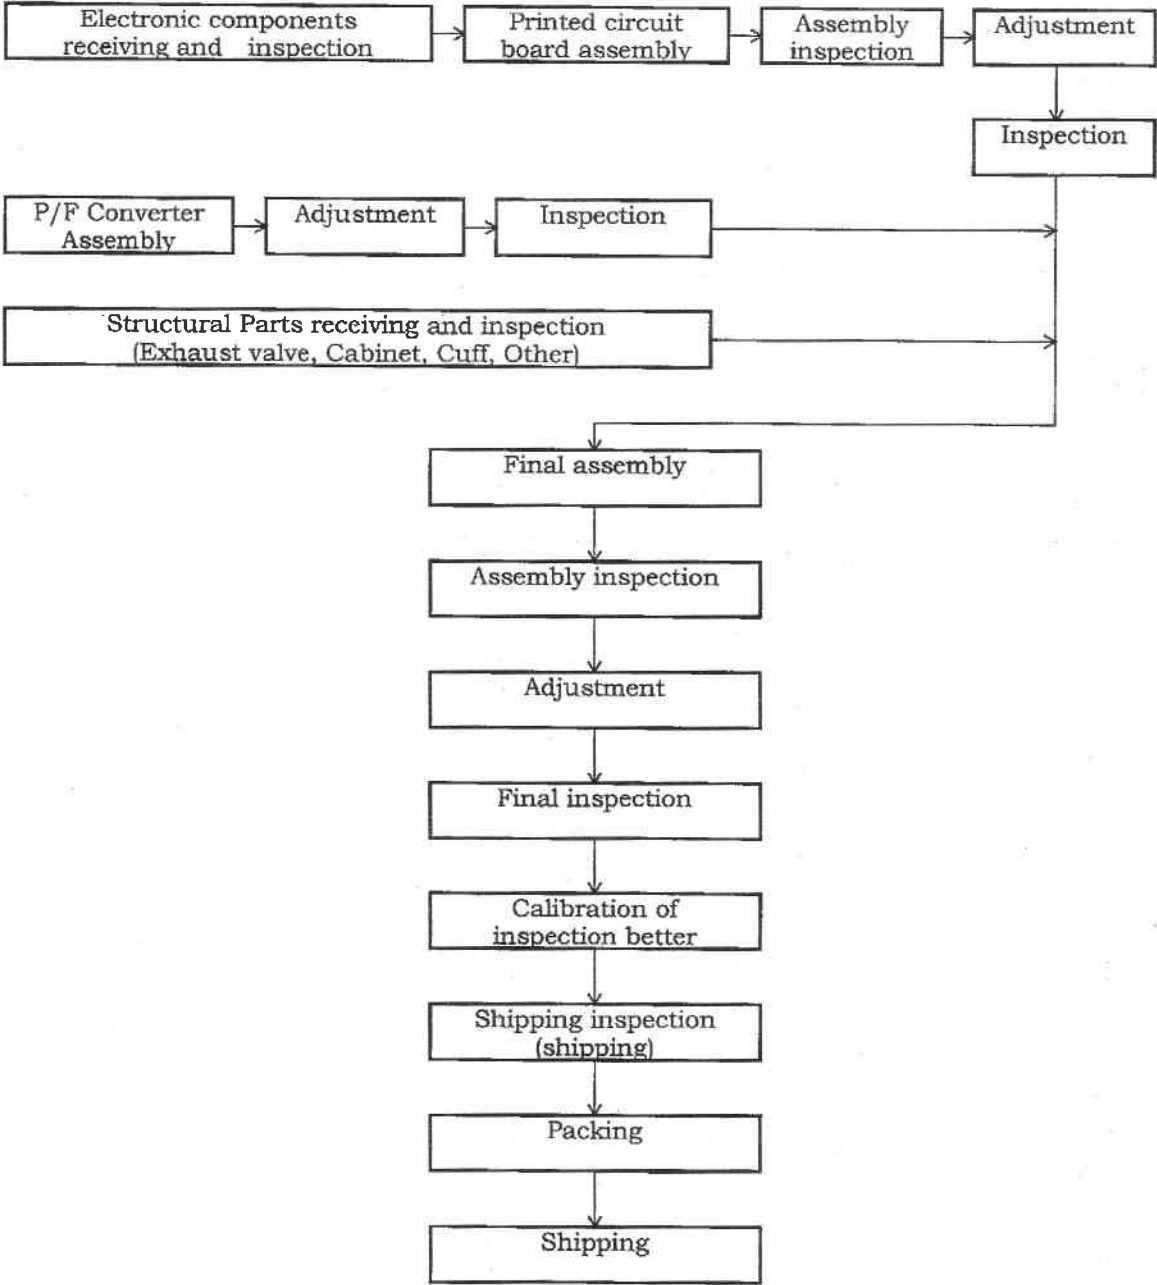 Electronic components
receiving and inspection
Printed circuit
board assembly
Assembly
inspection
Adjustment
Inspection
P/F Converter
Assembly
Adjustment
Inspection
Structural Parts receiving and inspection
(Exhaust valve, Cabinet, Cuff, Other)
Final assembly
Assembly inspection
Adjustment
Final inspection
Calibration of
inspection better
Shipping inspection
(shipping)
Packing
Shipping